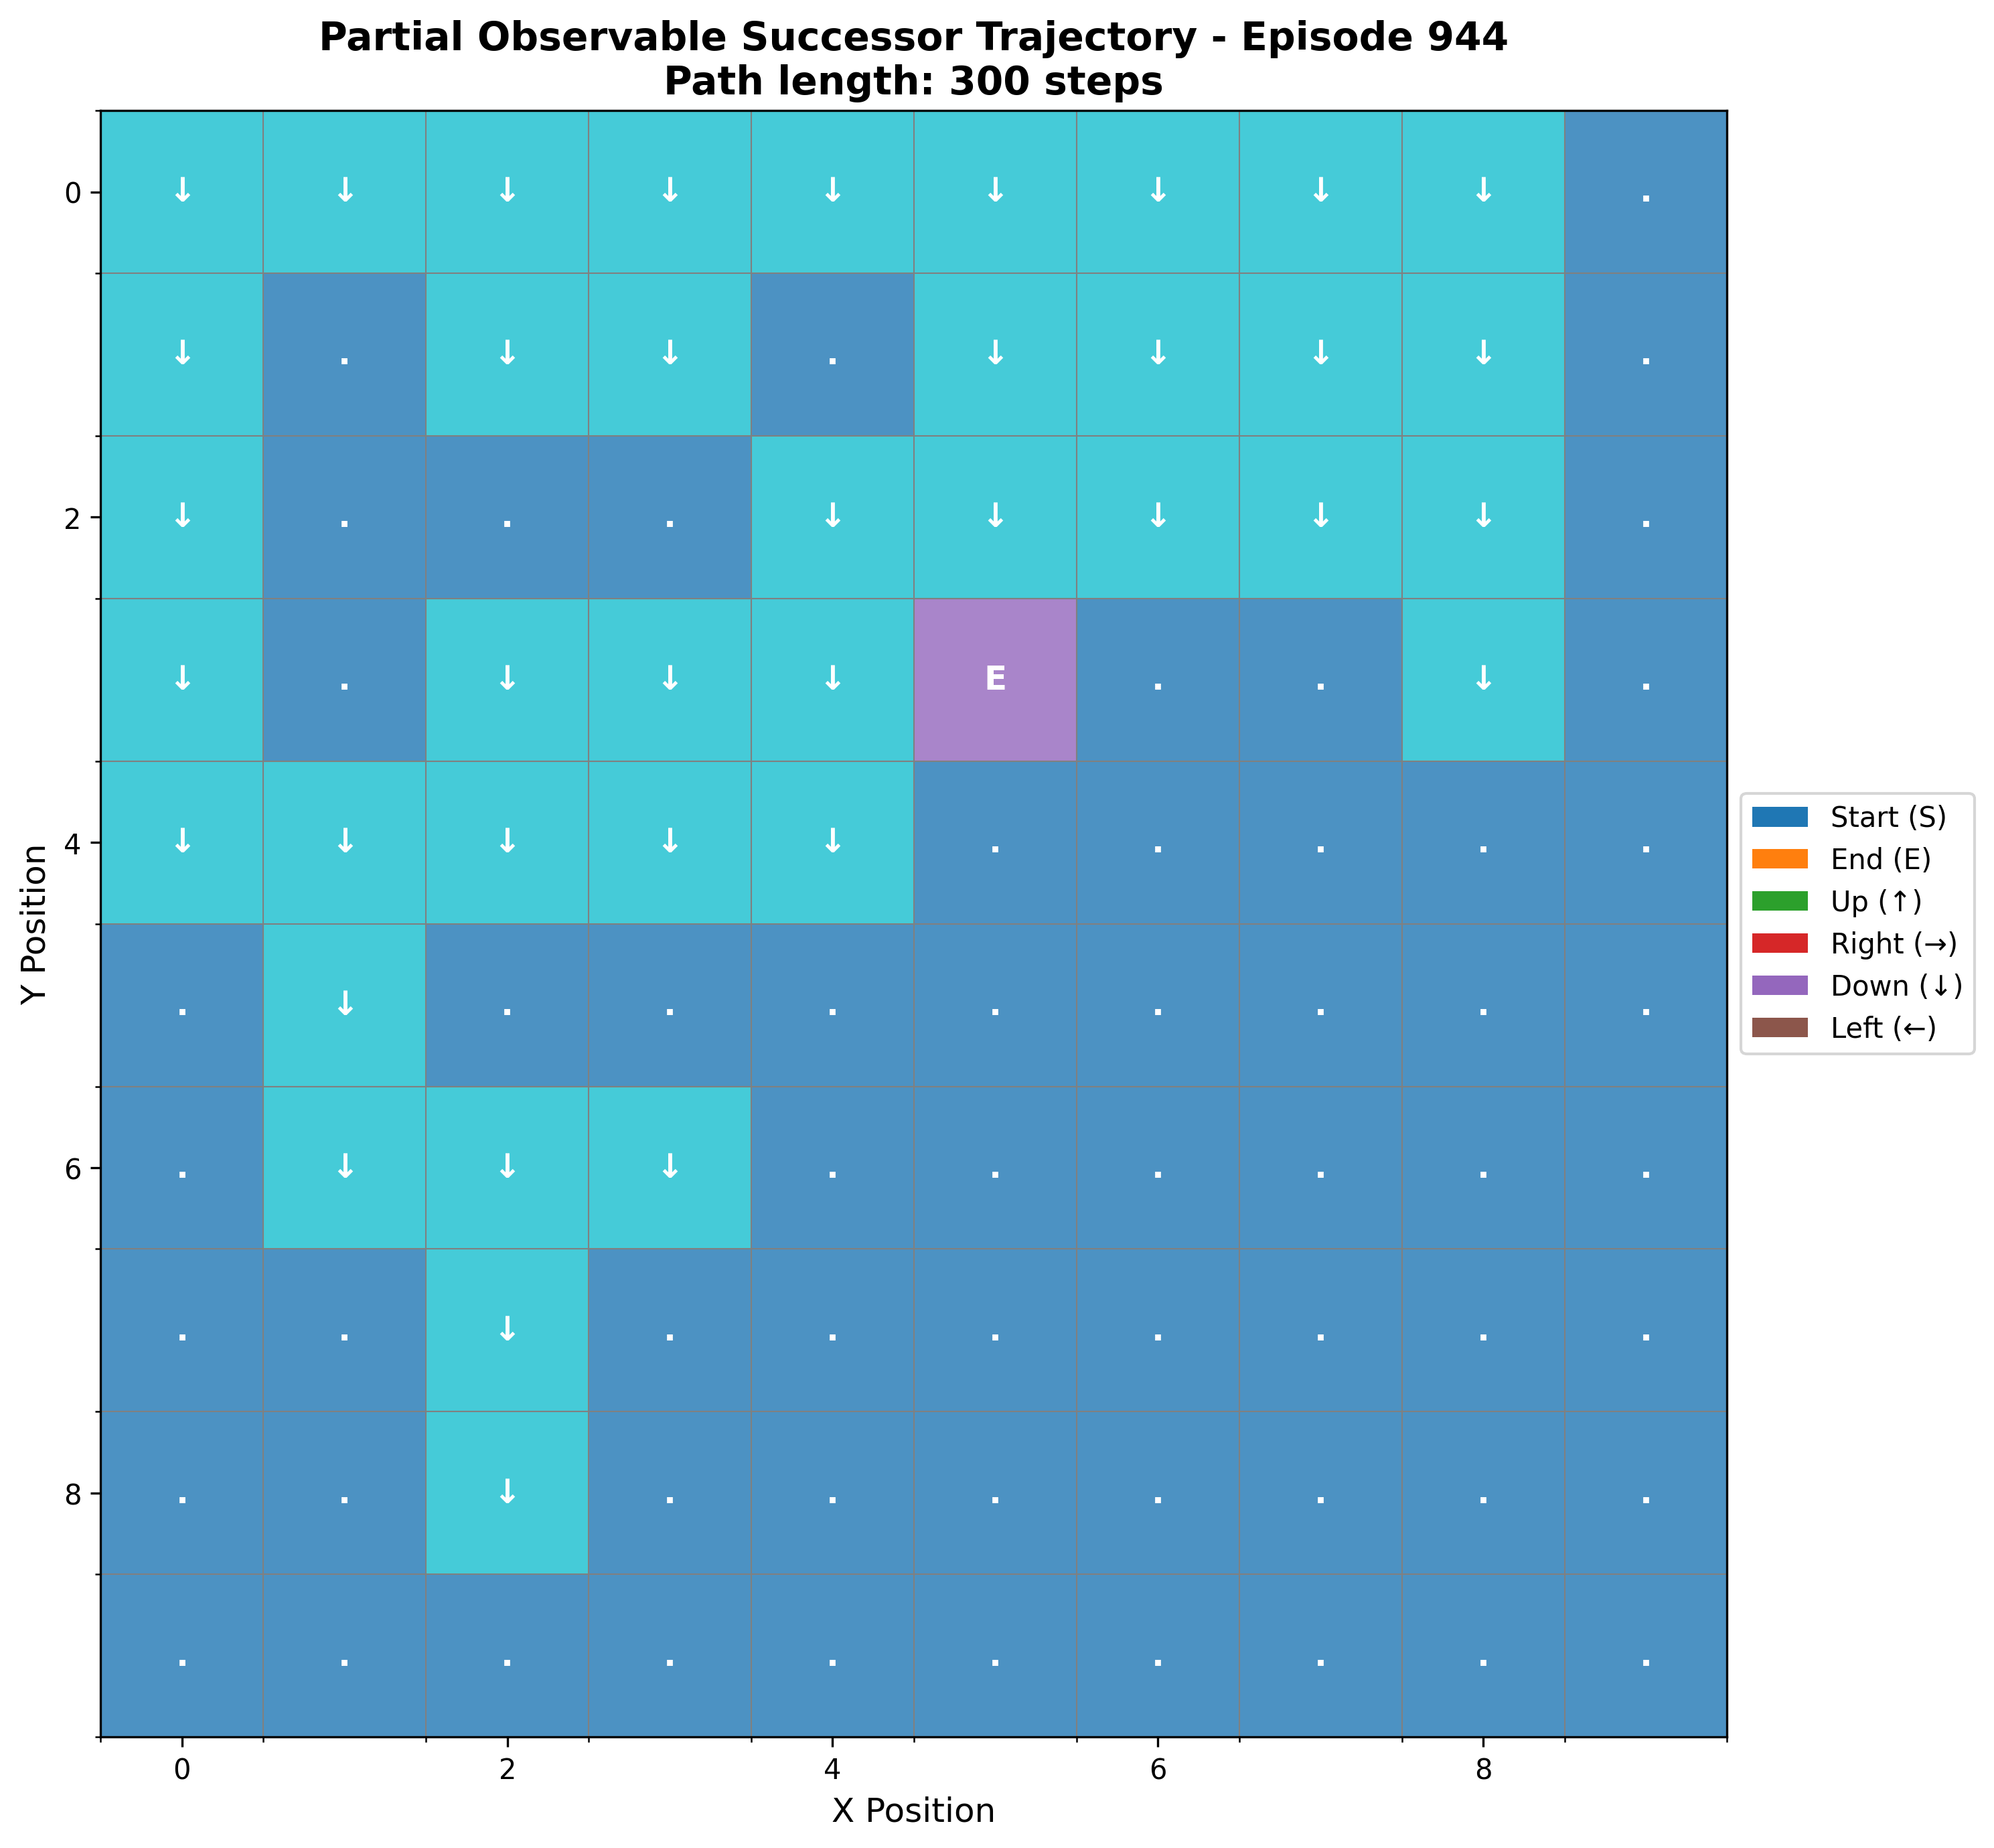 Partial Observable Successor Trajectory - Episode 944
Path length: 300 steps
0 ↓ ↓ ↓ ↓ ↓ ↓ ↓ ↓ ↓ .
↓ . ↓ ↓ . ↓ ↓ ↓ ↓ .
2 ↓ . . . ↓ ↓ ↓ ↓ ↓ .
↓ . ↓ ↓ ↓ E . . ↓ .
4 ↓ ↓ ↓ ↓ ↓ . . . . .
. ↓ . . . . . . . .
6 . ↓ ↓ ↓ . . . . . .
. . ↓ . . . . . . .
8 . . ↓ . . . . . . .
. . . . . . . . . .
0 2 4 6 8
X Position
Y Position
Start (S)
End (E)
Up (↑)
Right (→)
Down (↓)
Left (←)